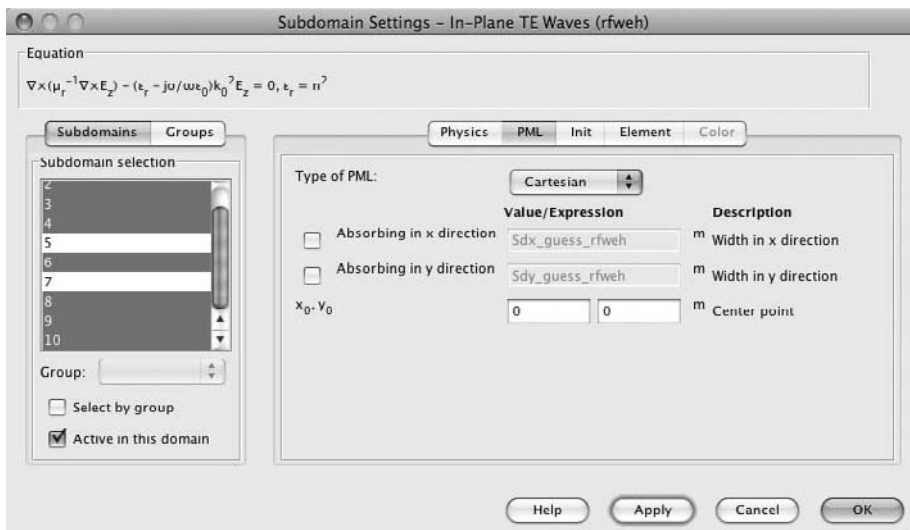 Subdomain Settings – In-Plane TE Waves (rfweh)
Equation
∇×(μr⁻¹∇×Ez) − (εr − jσ/ωε0)k0²Ez = 0, εr = n²
Subdomains Groups
Subdomain selection
2
3
4
5
6
7
8
9
10
Group:
Select by group
Active in this domain
Physics PML Init Element Color
Type of PML: Cartesian
Value/Expression Description
Absorbing in x direction Sdx_guess_rfweh m Width in x direction
Absorbing in y direction Sdy_guess_rfweh m Width in y direction
x0, y0 0 0 m Center point
Help Apply Cancel OK